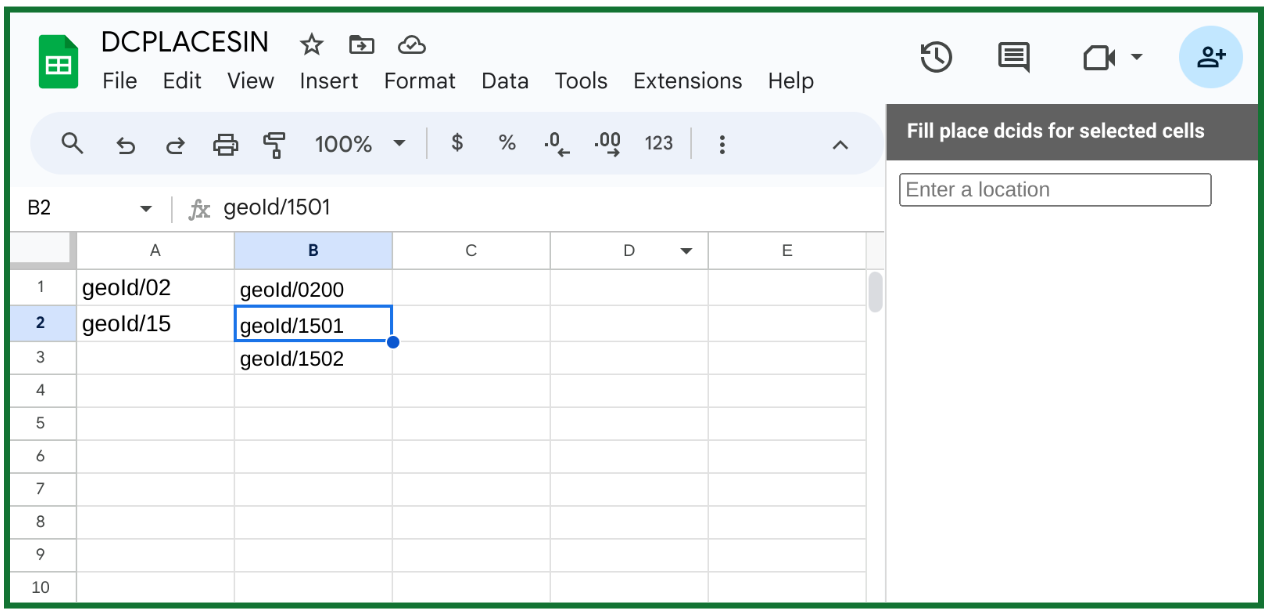 DCPLACESIN
File Edit View Insert Format Data Tools Extensions Help
100% $ % .0 .00 123
B2 fx geoId/1501
A B C D E
1 geoId/02 geoId/0200
2 geoId/15 geoId/1501
3 geoId/1502
4
5
6
7
8
9
10
Fill place dcids for selected cells
Enter a location